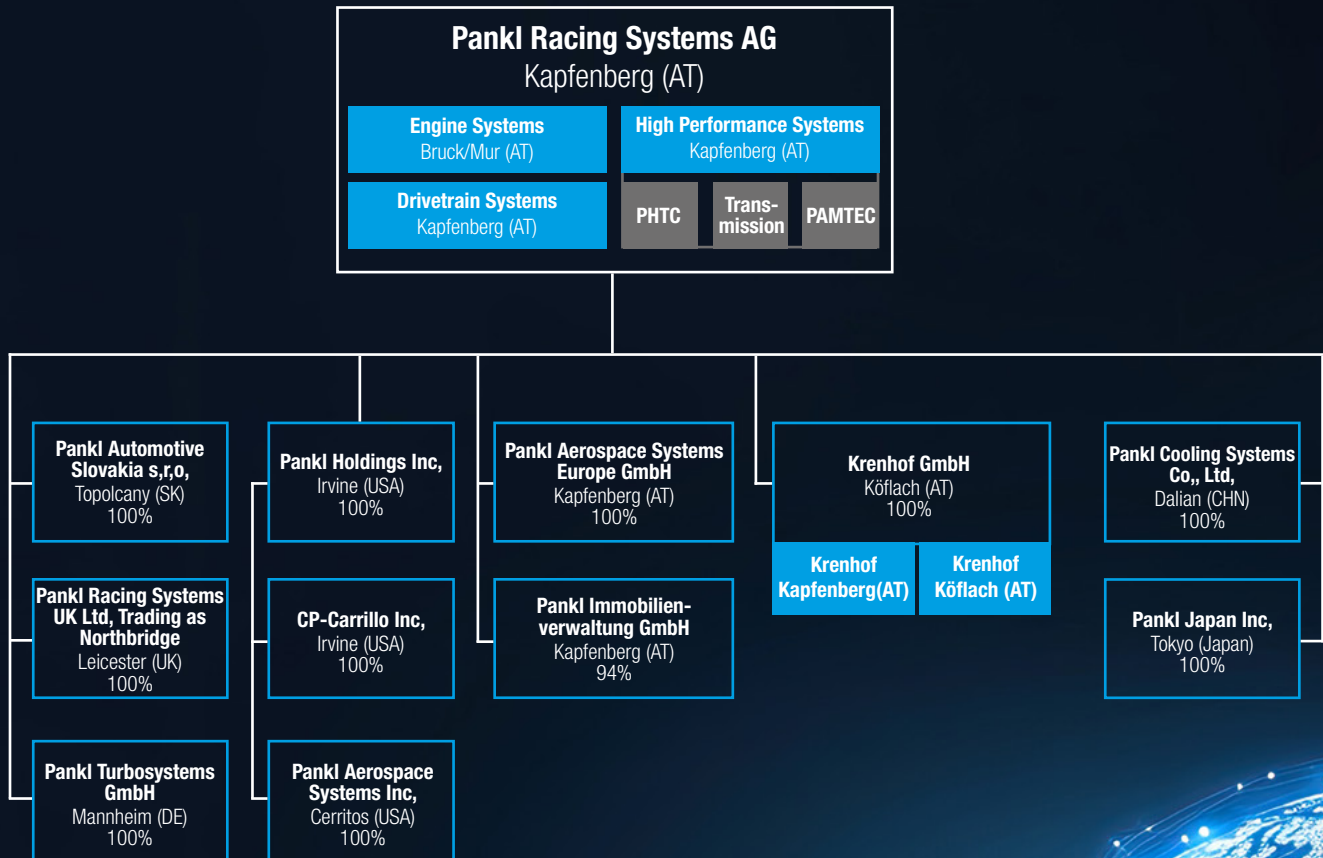 Pankl Racing Systems AG
Kapfenberg (AT)
Engine Systems
Bruck/Mur (AT)
High Performance Systems
Kapfenberg (AT)
Drivetrain Systems
Kapfenberg (AT)
PHTC
Trans-
mission
PAMTEC
Pankl Automotive
Slovakia s,r,o,
Topolcany (SK)
100%
Pankl Holdings Inc,
Irvine (USA)
100%
Pankl Aerospace Systems
Europe GmbH
Kapfenberg (AT)
100%
Krenhof GmbH
Köflach (AT)
100%
Krenhof
Kapfenberg(AT)
Krenhof
Köflach (AT)
Pankl Cooling Systems
Co,, Ltd,
Dalian (CHN)
100%
Pankl Racing Systems
UK Ltd, Trading as
Northbridge
Leicester (UK)
100%
CP-Carrillo Inc,
Irvine (USA)
100%
Pankl Immobilien-
verwaltung GmbH
Kapfenberg (AT)
94%
Pankl Japan Inc,
Tokyo (Japan)
100%
Pankl Turbosystems
GmbH
Mannheim (DE)
100%
Pankl Aerospace
Systems Inc,
Cerritos (USA)
100%